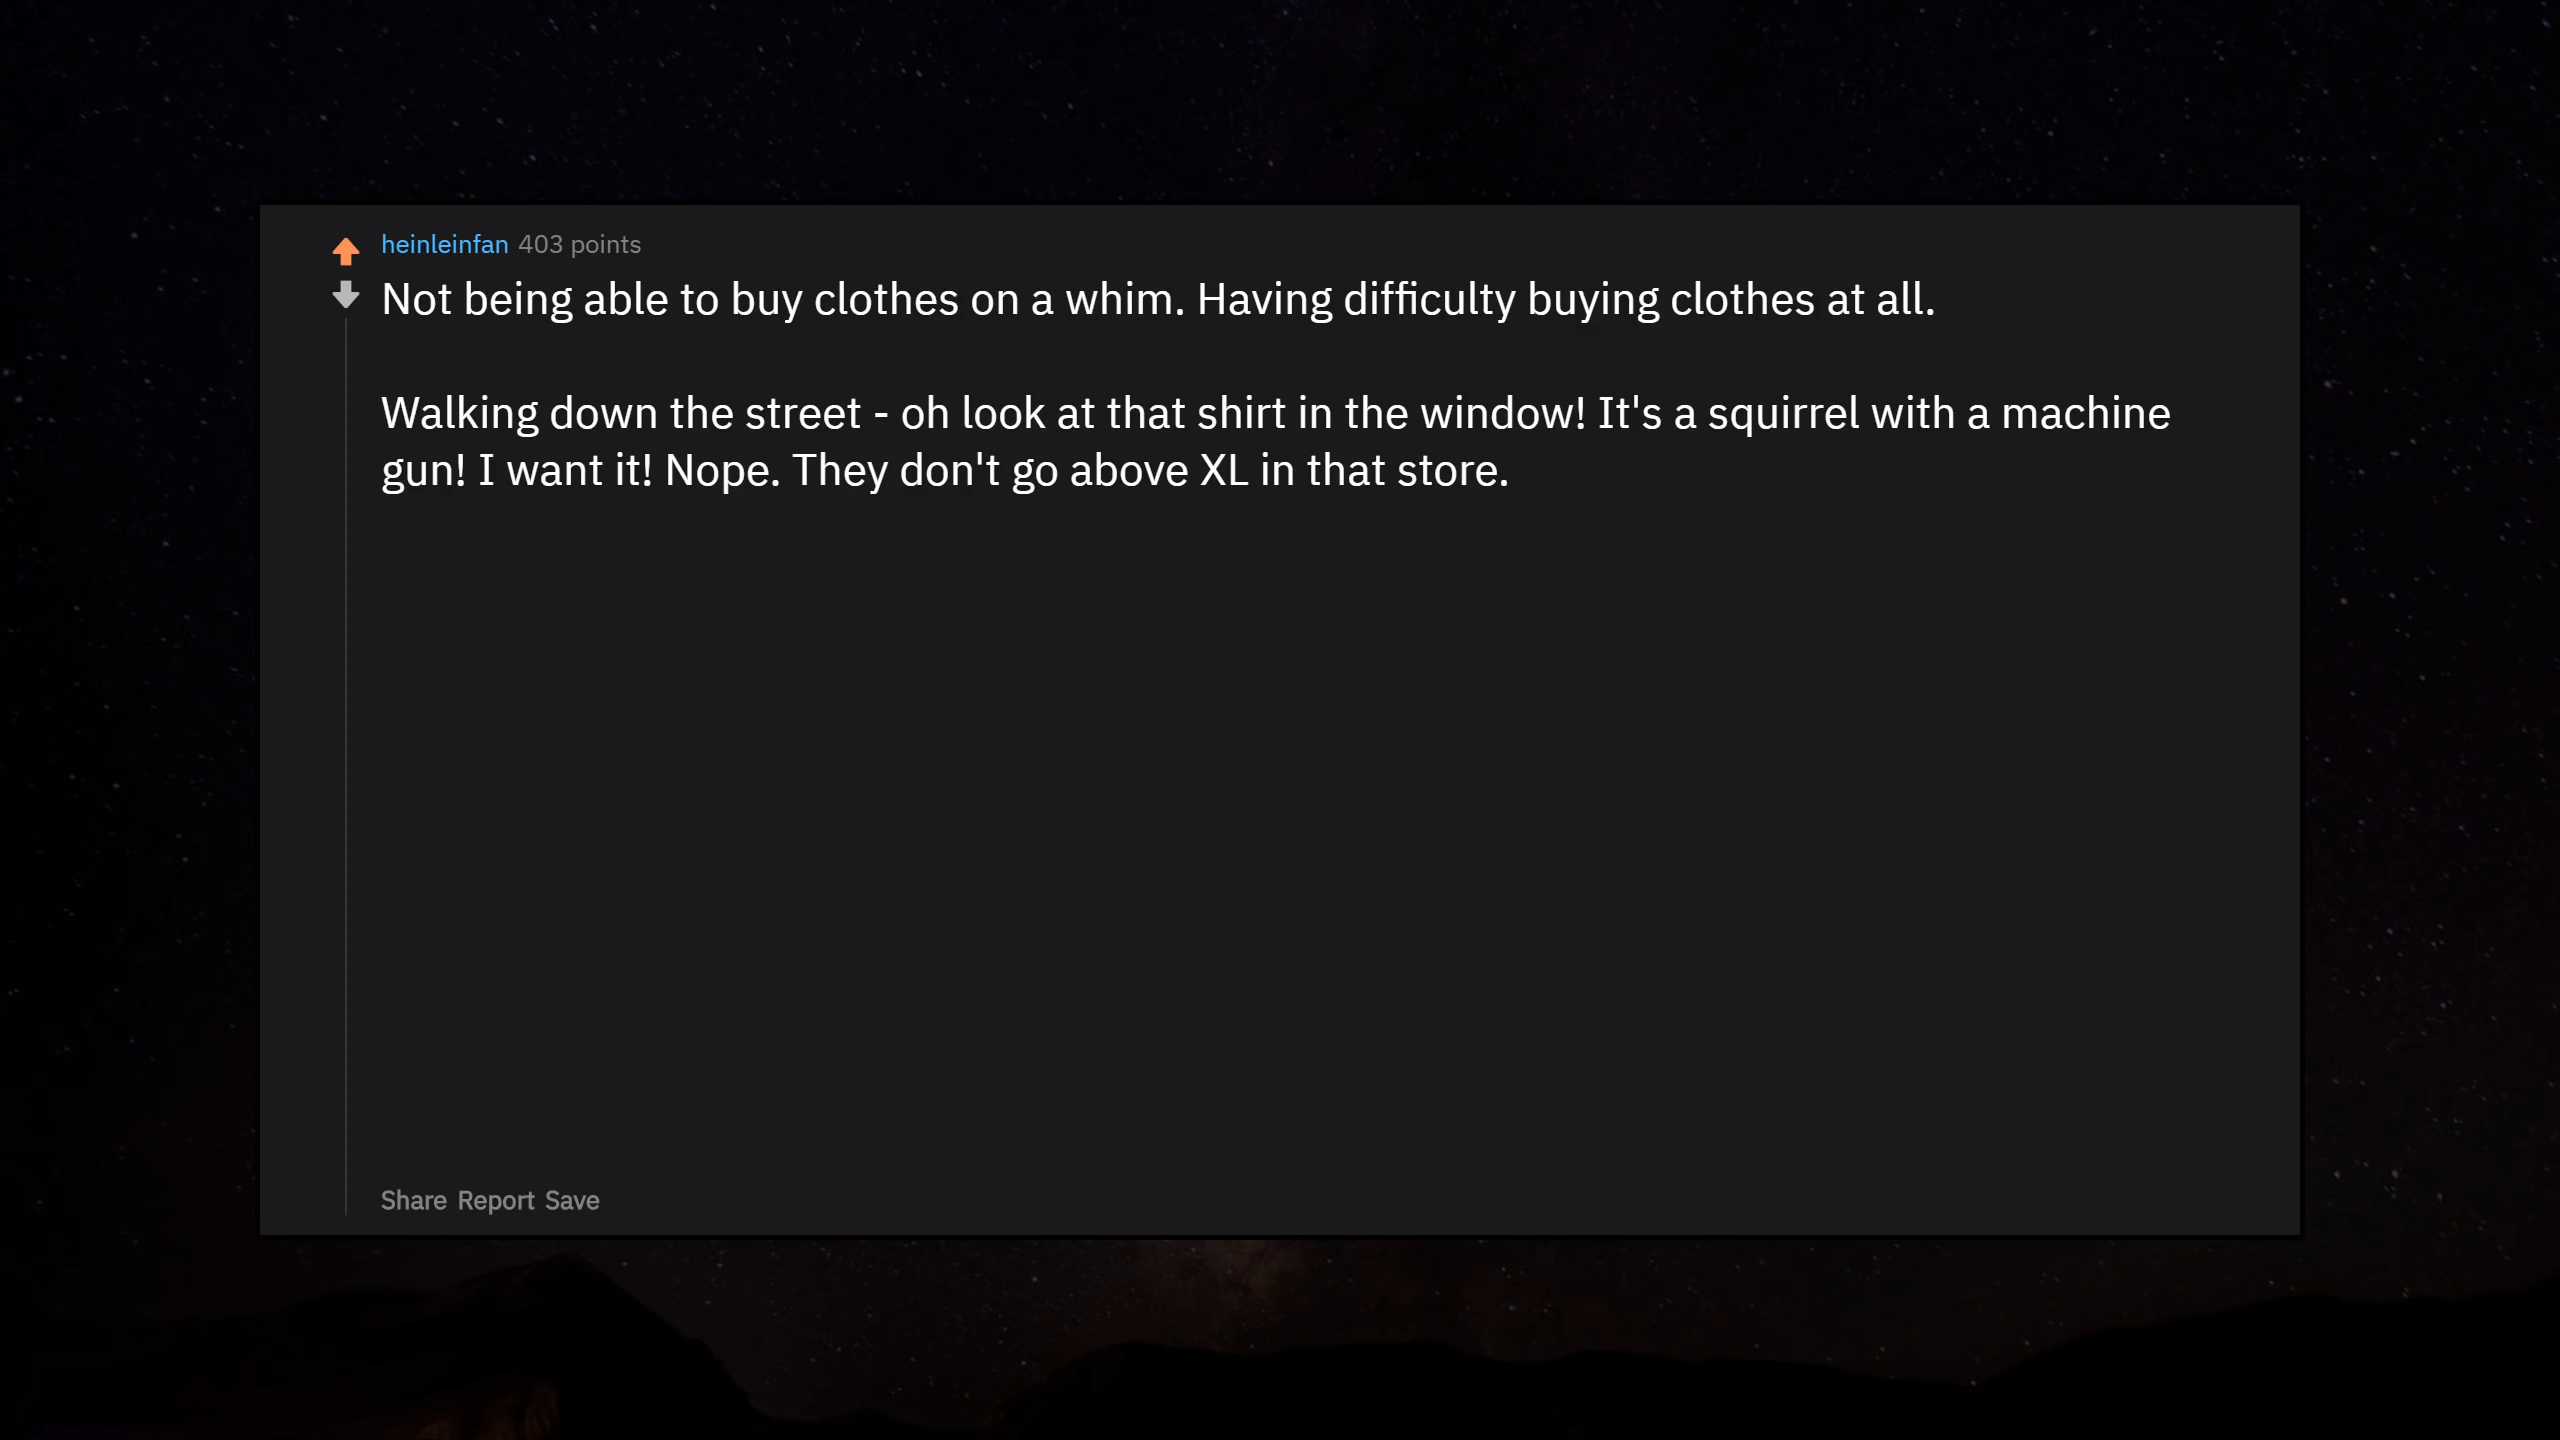 heinleinfan 403 points
Not being able to buy clothes on a whim. Having difficulty buying clothes at all.
Walking down the street - oh look at that shirt in the window! It's a squirrel with a machine
gun! I want it! Nope. They don't go above XL in that store.
Share Report Save